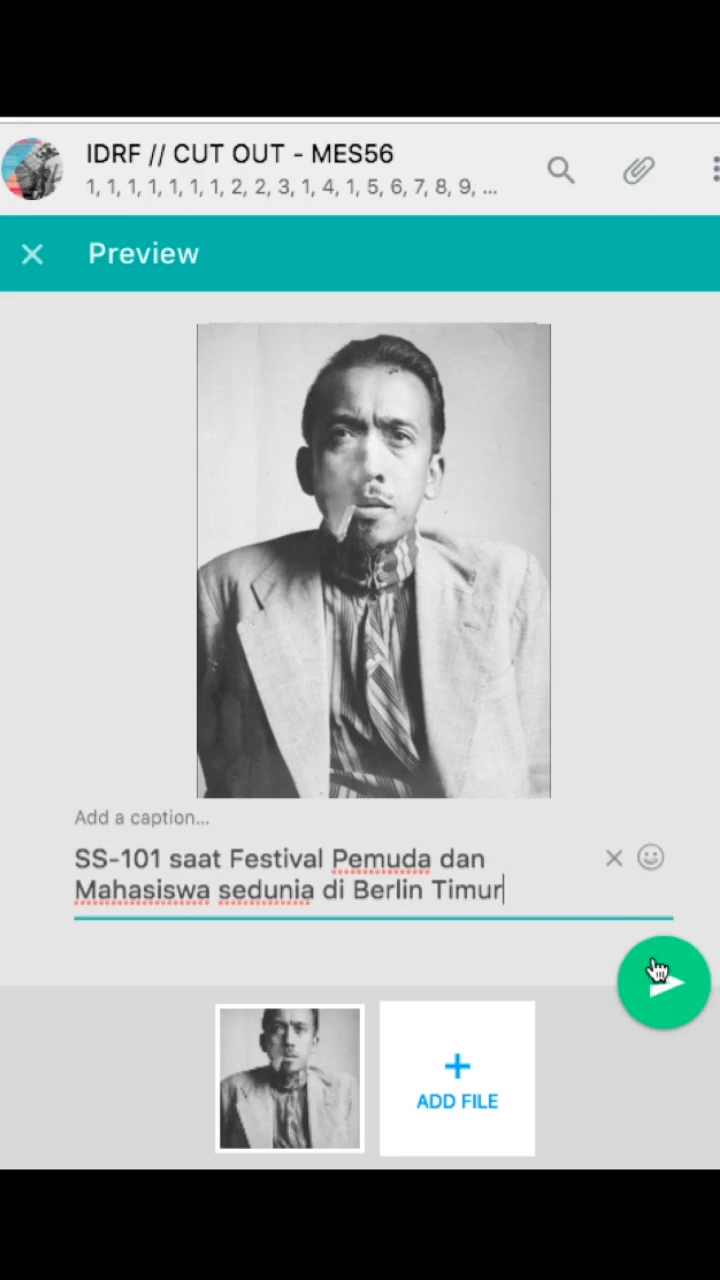 IDRF // CUT OUT - MES56
1, 1, 1, 1, 1, 1, 1, 2, 2, 3, 1, 4, 1, 5, 6, 7, 8, 9, ...
Preview
Add a caption...
SS-101 saat Festival Pemuda dan
Mahasiswa sedunia di Berlin Timur
ADD FILE